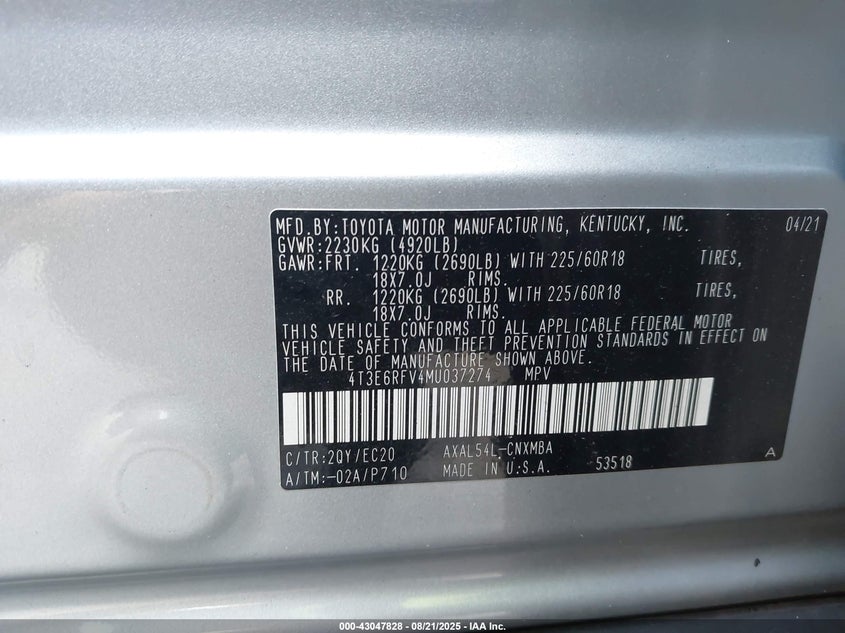 MFD.BY:TOYOTA MOTOR MANUFACTURING, KENTUCKY, INC. 04/21
GVWR:2230KG (4920LB)
GAWR:FRT. 1220KG (2690LB) WITH 225/60R18 TIRES,
18X7.0J RIMS.
RR. 1220KG (2690LB) WITH 225/60R18 TIRES,
18X7.0J RIMS.
THIS VEHICLE CONFORMS TO ALL APPLICABLE FEDERAL MOTOR
VEHICLE SAFETY AND THEFT PREVENTION STANDARDS IN EFFECT ON
THE DATE OF MANUFACTURE SHOWN ABOVE.
4T3E6RFV4MU037274 MPV
C/TR:2QY/EC20 AXAL54L-CNXMBA
A/TM:-02A/P710 MADE IN U.S.A. 53518 A
000-43047828 - 08/21/2025 - IAA Inc.